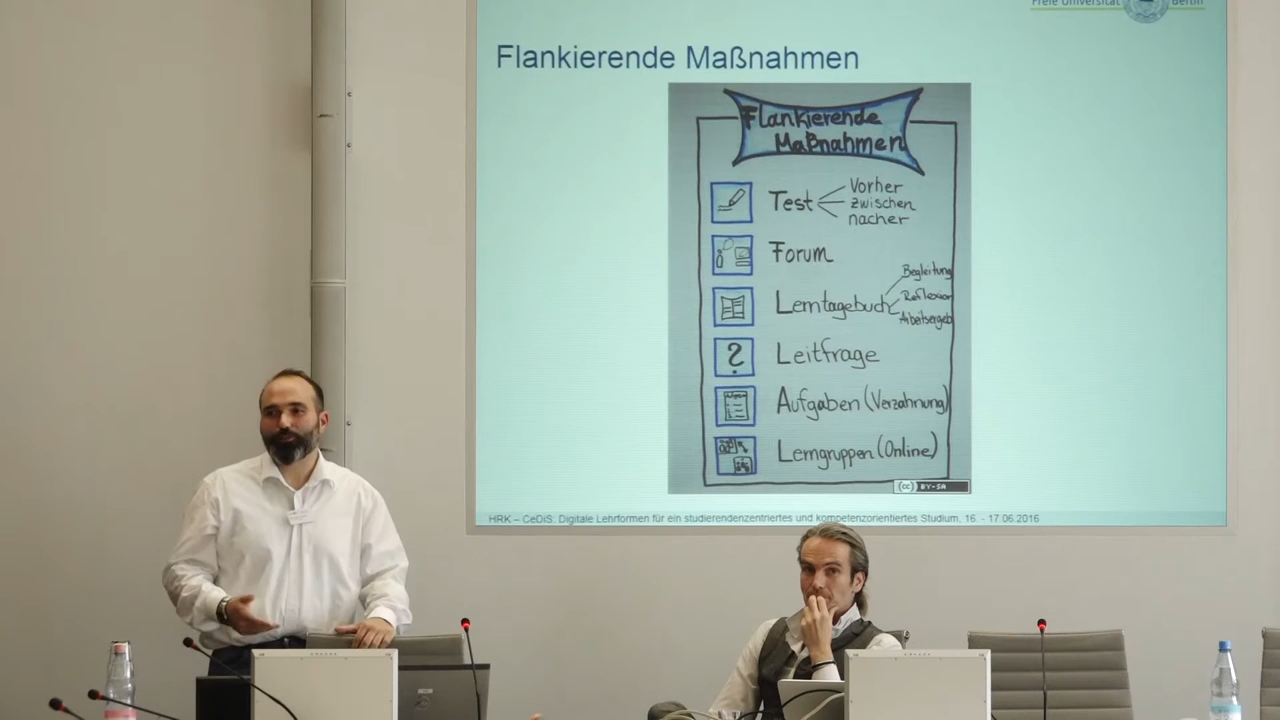 Freie Universität Berlin
Flankierende Maßnahmen
Flankierende
Maßnahmen
Test
Vorher
zwischen
nacher
Forum
Lerntagebuch
Begleitung
Reflexion
Arbeitsergeb
Leitfrage
Aufgaben (Verzahnung)
Lerngruppen (Online)
cc BY-SA
HRK – CeDiS: Digitale Lehrformen für ein studierendenzentriertes und kompetenzorientiertes Studium, 16. - 17.06.2016